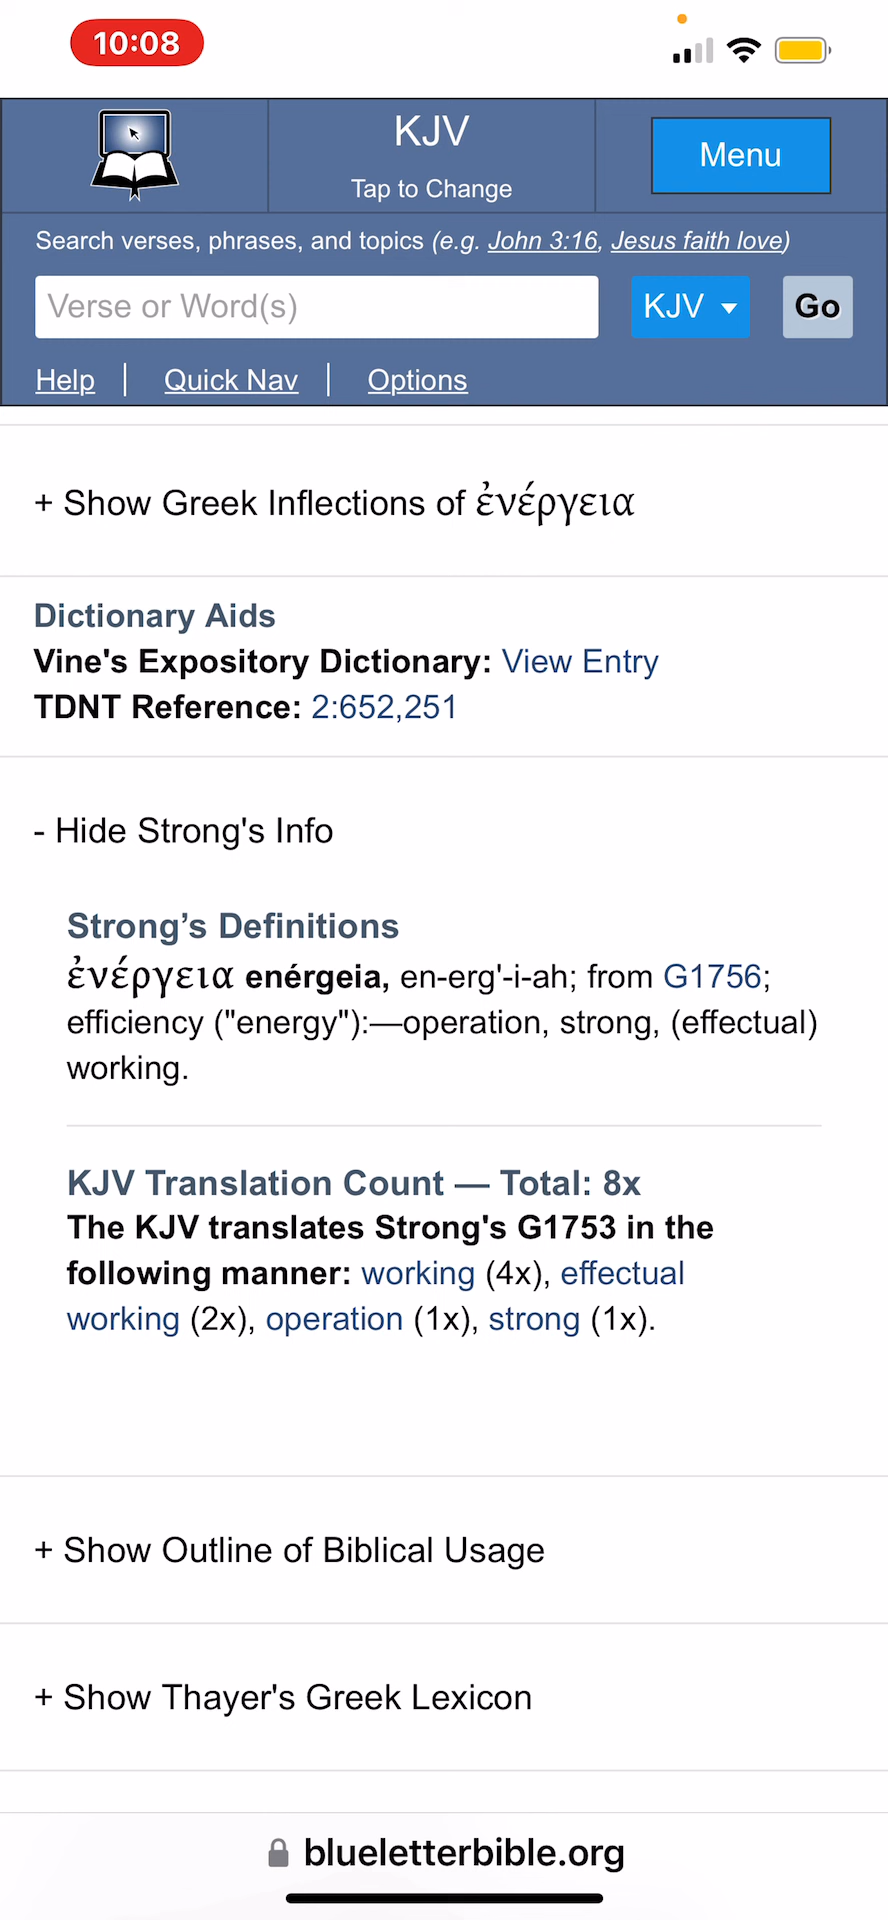 10:08
KJV
Tap to Change
Menu
Search verses, phrases, and topics (e.g. John 3:16, Jesus faith love)
Verse or Word(s)
KJV
Go
Help | Quick Nav | Options
+ Show Greek Inflections of ἐνέργεια
Dictionary Aids
Vine's Expository Dictionary: View Entry
TDNT Reference: 2:652,251
- Hide Strong's Info
Strong’s Definitions
ἐνέργεια enérgeia, en-erg'-i-ah; from G1756;
efficiency ("energy"):—operation, strong, (effectual)
working.
KJV Translation Count — Total: 8x
The KJV translates Strong's G1753 in the
following manner: working (4x), effectual
working (2x), operation (1x), strong (1x).
+ Show Outline of Biblical Usage
+ Show Thayer's Greek Lexicon
blueletterbible.org